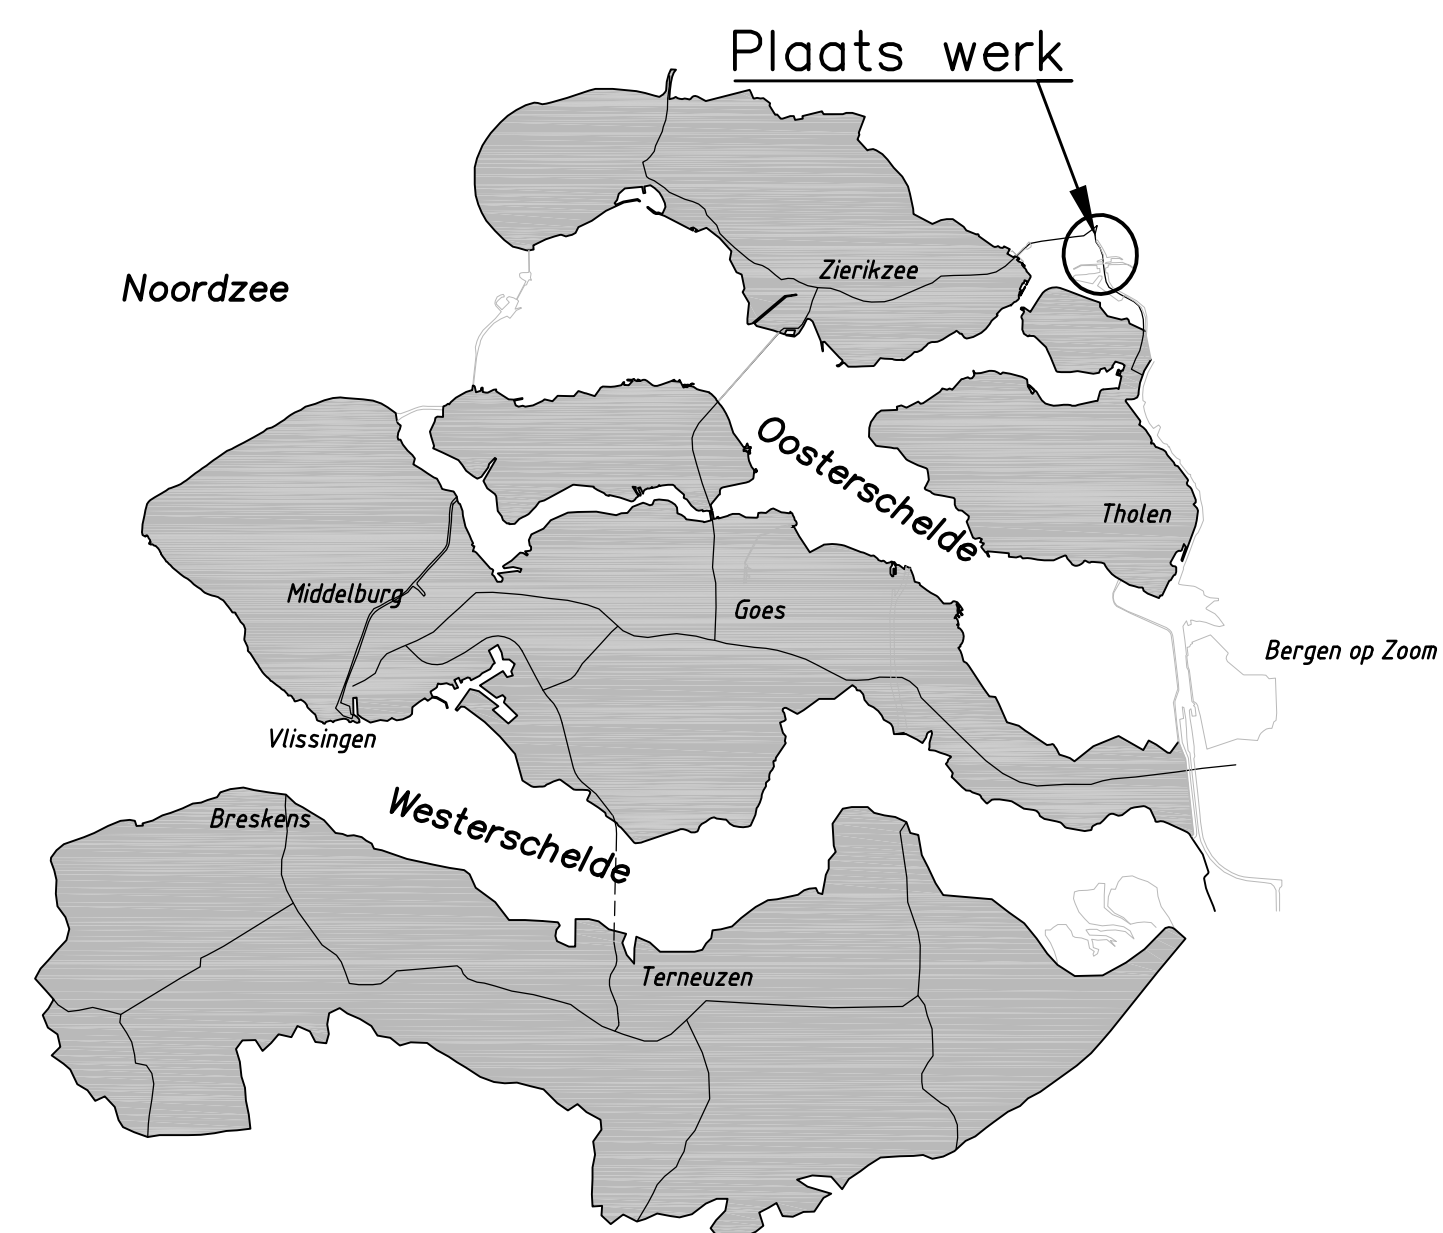 Plaats werk
Noordzee
Zierikzee
Oosterschelde
Tholen
Middelburg
Goes
Bergen op Zoom
Vlissingen
Westerschelde
Breskens
Terneuzen